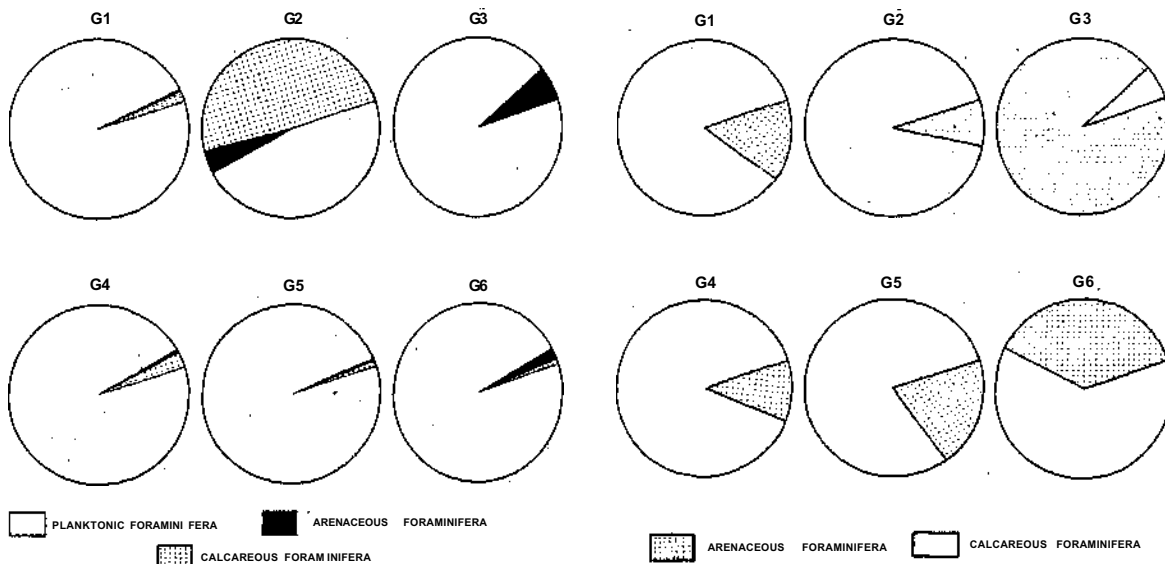 G1 G2 G3
G4 G5 G6
PLANKTONIC FORAMINI FERA
ARENACEOUS FORAMINIFERA
CALCAREOUS FORAM INIFERA
G1 G2 G3
G4 G5 G6
ARENACEOUS FORAMINIFERA
CALCAREOUS FORAMINIFERA